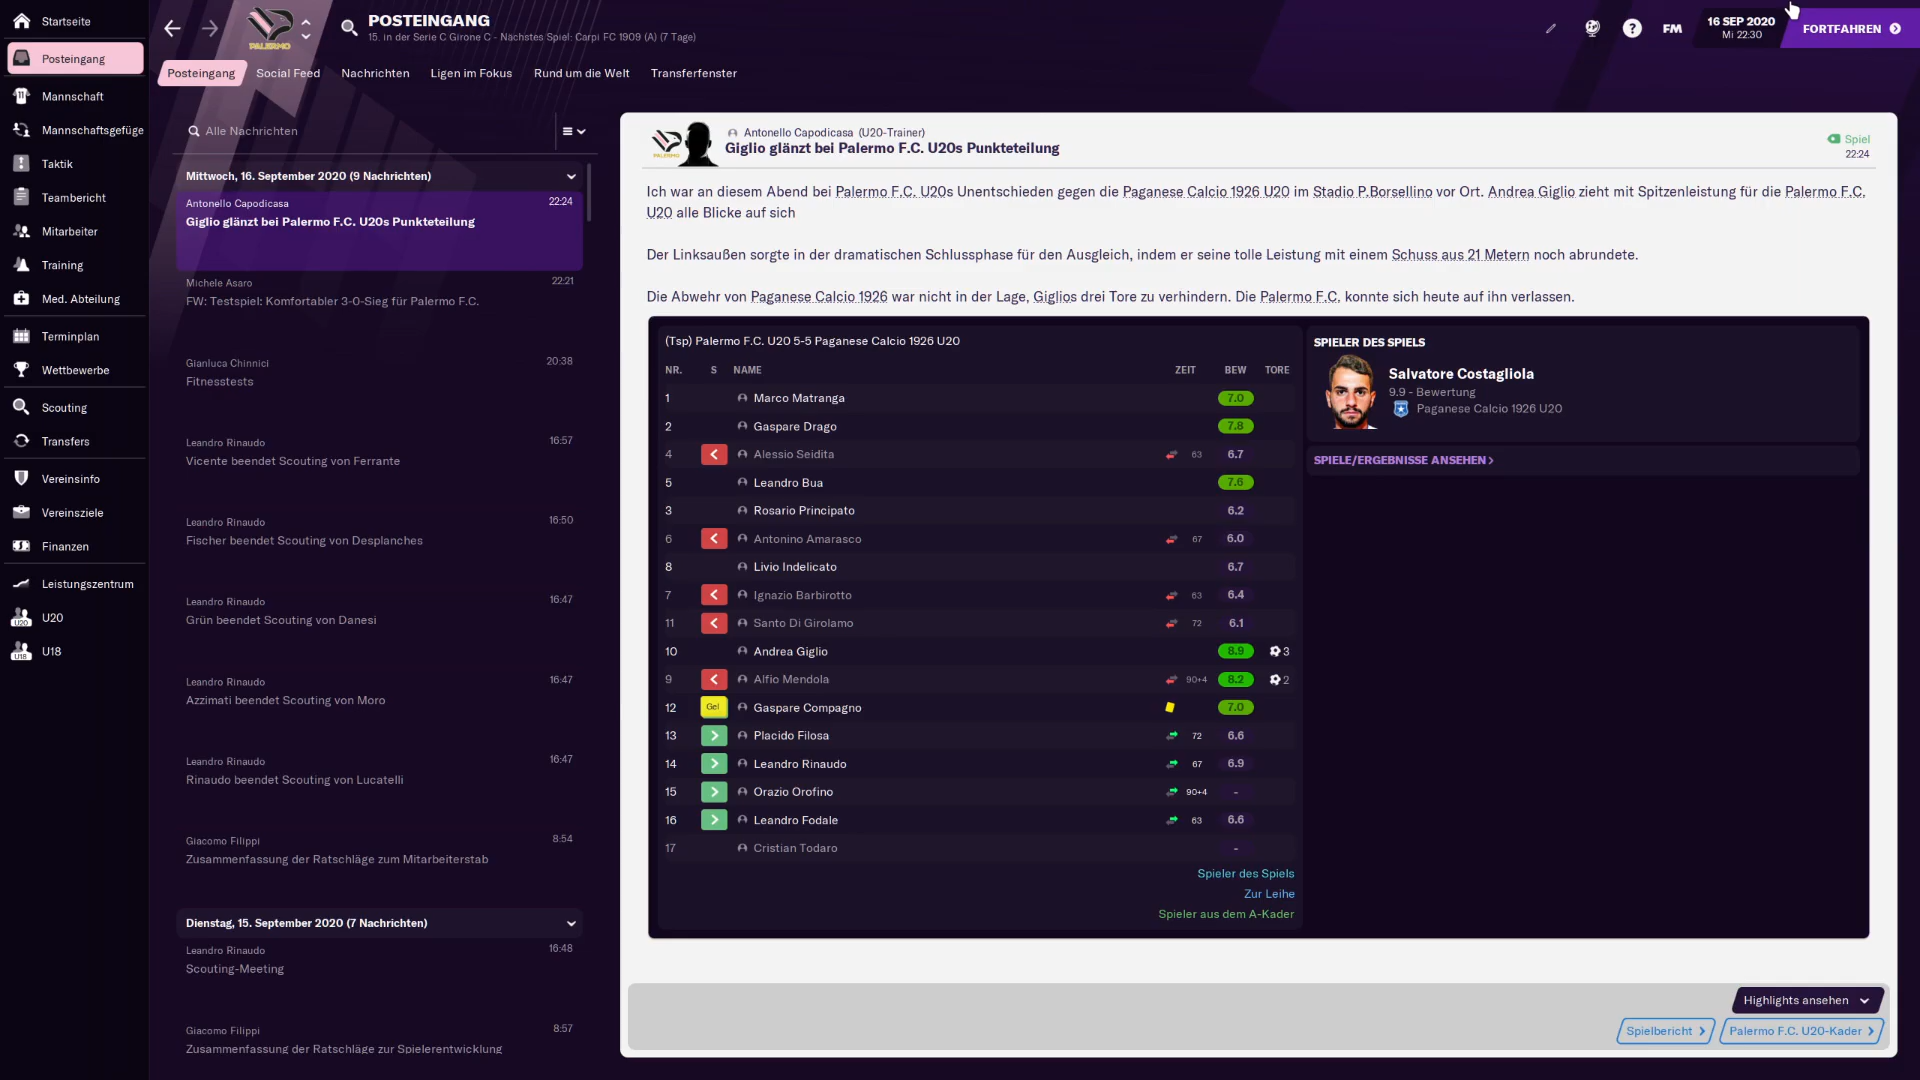 Startseite
Posteingang
Mannschaft
Mannschaftsgefüge
Taktik
Teambericht
Mitarbeiter
Training
Med. Abteilung
Terminplan
Wettbewerbe
Scouting
Transfers
Vereinsinfo
Vereinsziele
Finanzen
Leistungszentrum
U20 U20
U18 U18
PALERMO
POSTEINGANG
15. in der Serie C Girone C - Nächstes Spiel: Carpi FC 1909 (A) (7 Tage)
FM
16 SEP 2020
Mi 22:30
FORTFAHREN
Posteingang Social Feed Nachrichten Ligen im Fokus Rund um die Welt Transferfenster
Alle Nachrichten
Mittwoch, 16. September 2020 (9 Nachrichten)
Antonello Capodicasa 22:24
Giglio glänzt bei Palermo F.C. U20s Punkteteilung
Michele Asaro 22:21
FW: Testspiel: Komfortabler 3-0-Sieg für Palermo F.C.
Gianluca Chinnici 20:38
Fitnesstests
Leandro Rinaudo 16:57
Vicente beendet Scouting von Ferrante
Leandro Rinaudo 16:50
Fischer beendet Scouting von Desplanches
Leandro Rinaudo 16:47
Grün beendet Scouting von Danesi
Leandro Rinaudo 16:47
Azzimati beendet Scouting von Moro
Leandro Rinaudo 16:47
Rinaudo beendet Scouting von Lucatelli
Giacomo Filippi 8:54
Zusammenfassung der Ratschläge zum Mitarbeiterstab
Dienstag, 15. September 2020 (7 Nachrichten)
Leandro Rinaudo 16:48
Scouting-Meeting
Giacomo Filippi 8:57
Zusammenfassung der Ratschläge zur Spielerentwicklung
Antonello Capodicasa (U20-Trainer)
Giglio glänzt bei Palermo F.C. U20s Punkteteilung
Spiel
22:24
Ich war an diesem Abend bei Palermo F.C. U20s Unentschieden gegen die Paganese Calcio 1926 U20 im Stadio P.Borsellino vor Ort. Andrea Giglio zieht mit Spitzenleistung für die Palermo F.C.
U20 alle Blicke auf sich
Der Linksaußen sorgte in der dramatischen Schlussphase für den Ausgleich, indem er seine tolle Leistung mit einem Schuss aus 21 Metern noch abrundete.
Die Abwehr von Paganese Calcio 1926 war nicht in der Lage, Giglios drei Tore zu verhindern. Die Palermo F.C. konnte sich heute auf ihn verlassen.
(Tsp) Palermo F.C. U20 5-5 Paganese Calcio 1926 U20
NR. S NAME ZEIT BEW TORE
1 Marco Matranga 7.0
2 Gaspare Drago 7.8
4 Alessio Seidita 63 6.7
5 Leandro Bua 7.6
3 Rosario Principato 6.2
6 Antonino Amarasco 67 6.0
8 Livio Indelicato 6.7
7 Ignazio Barbirotto 63 6.4
11 Santo Di Girolamo 72 6.1
10 Andrea Giglio 8.9 3
9 Alfio Mendola 90+4 8.2 2
12 Gel Gaspare Compagno 7.0
13 Placido Filosa 72 6.6
14 Leandro Rinaudo 67 6.9
15 Orazio Orofino 90+4 -
16 Leandro Fodale 63 6.6
17 Cristian Todaro -
Spieler des Spiels
Zur Leihe
Spieler aus dem A-Kader
SPIELER DES SPIELS
Salvatore Costagliola
9.9 - Bewertung
Paganese Calcio 1926 U20
SPIELE/ERGEBNISSE ANSEHEN
Highlights ansehen
Spielbericht
Palermo F.C. U20-Kader